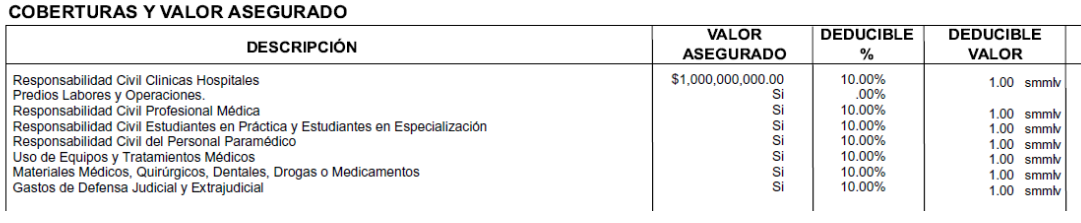 COBERTURAS Y VALOR ASEGURADO
DESCRIPCIÓN VALOR ASEGURADO DEDUCIBLE % DEDUCIBLE VALOR
Responsabilidad Civil Clinicas Hospitales $1,000,000,000.00 10.00% 1.00 smmlv
Predios Labores y Operaciones. Si .00%
Responsabilidad Civil Profesional Médica Si 10.00% 1.00 smmlv
Responsabilidad Civil Estudiantes en Práctica y Estudiantes en Especialización Si 10.00% 1.00 smmlv
Responsabilidad Civil del Personal Paramédico Si 10.00% 1.00 smmlv
Uso de Equipos y Tratamientos Médicos Si 10.00% 1.00 smmlv
Materiales Médicos, Quirúrgicos, Dentales, Drogas o Medicamentos Si 10.00% 1.00 smmlv
Gastos de Defensa Judicial y Extrajudicial Si 10.00% 1.00 smmlv